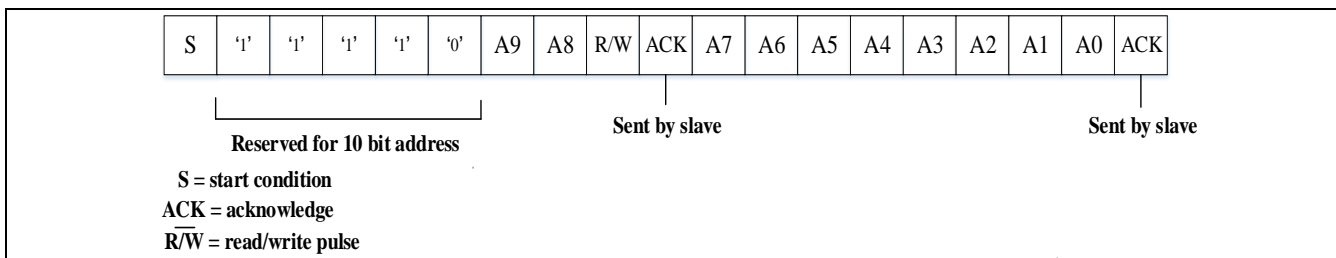 S ‘1’ ‘1’ ‘1’ ‘1’ ‘0’ A9 A8 R/W ACK A7 A6 A5 A4 A3 A2 A1 A0 ACK
Sent by slave Sent by slave
Reserved for 10 bit address
S = start condition
ACK = acknowledge
R/W̅ = read/write pulse